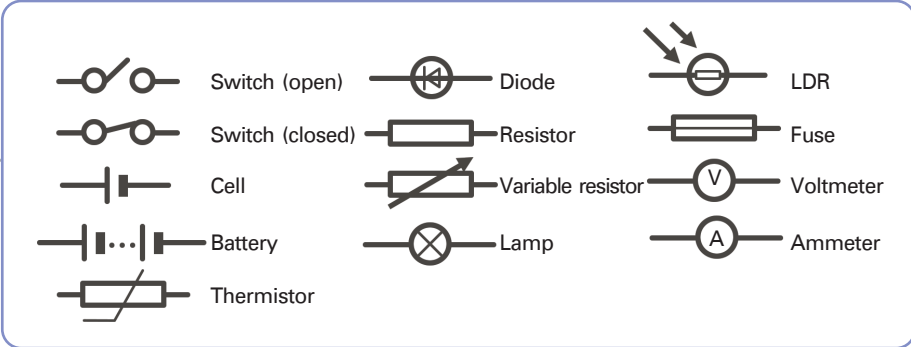 Switch (open)
Diode
LDR
Switch (closed)
Resistor
Fuse
Cell
Variable resistor
V
Voltmeter
Battery
Lamp
A
Ammeter
Thermistor